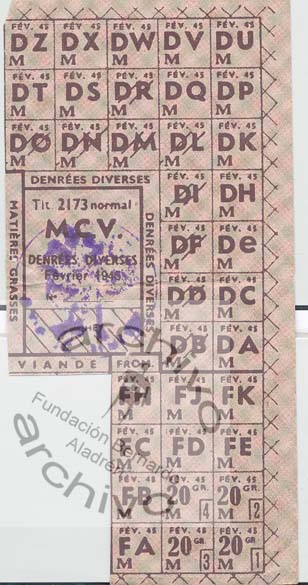 FÉV. 45 FÉV. 45 FÉV. 45 FÉV. 45 FÉV. 45
DZ DX DW DV DU
M M M M M
FÉV. 45 FÉV. 45 FÉV. 45 FÉV. 45 FÉV. 45
DT DS DR DQ DP
M M M M M
FÉV. 45 FÉV. 45 FÉV. 45 FÉV. 45 FÉV. 45
DO DN DM DL DK
M M M M M
DENRÉES DIVERSES
MATIÈRES GRASSES
Tit. 2173 normal
M.C.V.
DENRÉES DIVERSES
Février 1945
DENRÉES DIVERSES
VIANDE
FROM.
FÉV. 45 FÉV. 45
DI DH
M M
FÉV. 45 FÉV. 45
DF De
M M
FÉV. 45 FÉV. 45
DD DC
M M
FÉV. 45 FÉV. 45
DB DA
M M
FÉV. 45 FÉV. 45 FÉV. 45
FH FJ FK
M M M
FÉV. 45 FÉV. 45 FÉV. 45
FC FD FE
M M M
FÉV. 45 FÉV. 45 FÉV. 45
FB 20 GR. 20 GR.
M M 4 M 2
FÉV. 45 FÉV. 45 FÉV. 45
FA 20 GR. 20 GR.
M M 3 M 1
archivo
Fundación Bernardo
Aladrén
archivo